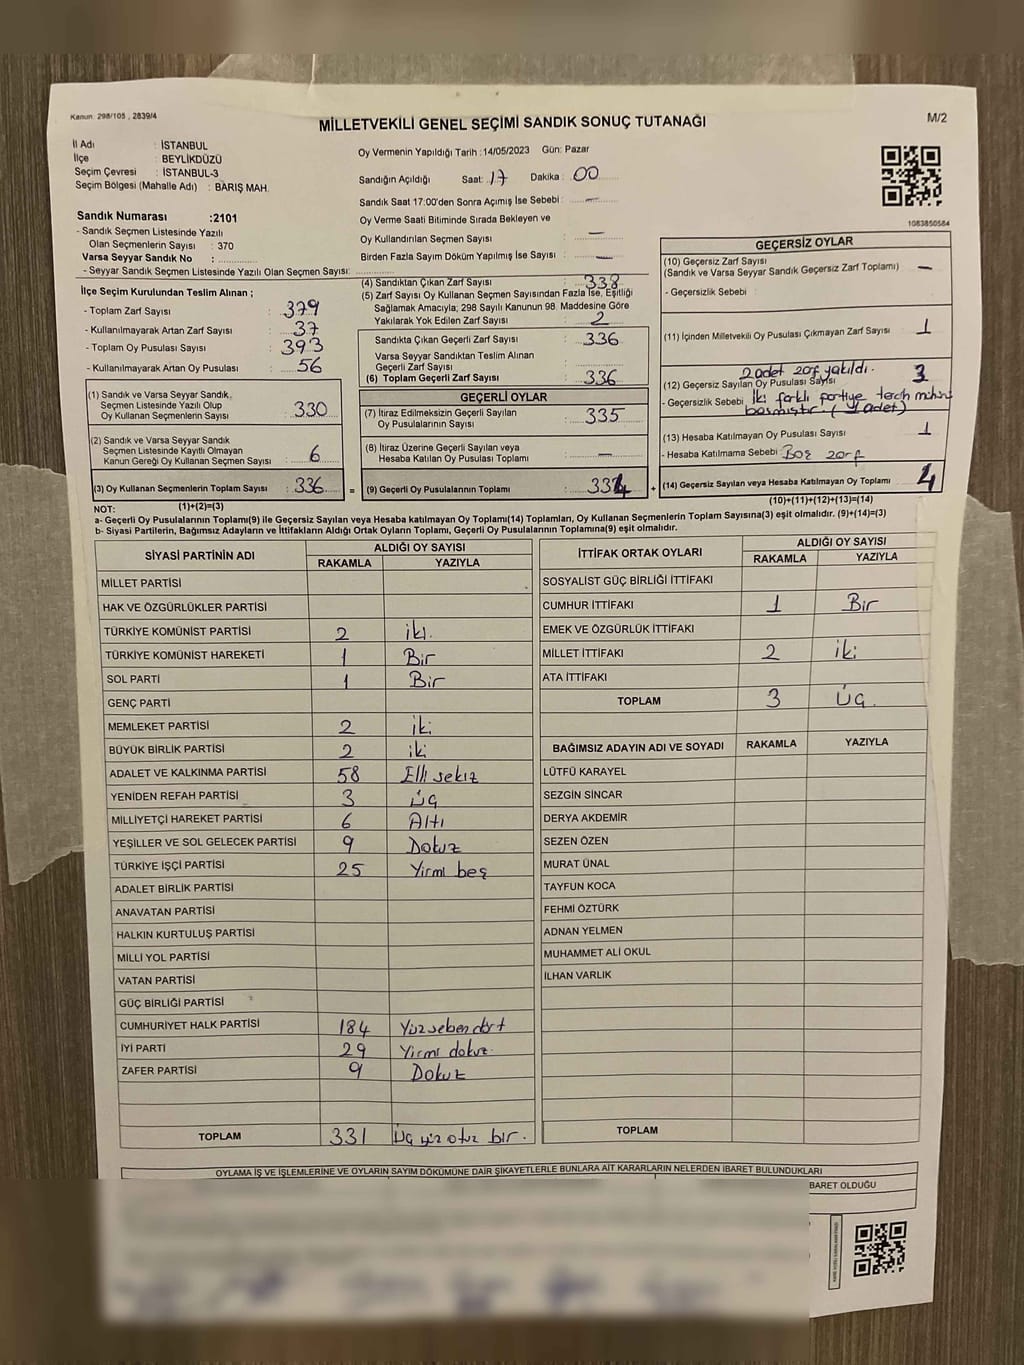 Kanun: 298/105 , 2839/4
MİLLETVEKİLİ GENEL SEÇİMİ SANDIK SONUÇ TUTANAĞI
M/2
İl Adı : İSTANBUL
İlçe : BEYLİKDÜZÜ
Seçim Çevresi : İSTANBUL-3
Seçim Bölgesi (Mahalle Adı) : BARIŞ MAH.
Sandık Numarası :2101
- Sandık Seçmen Listesinde Yazılı
Olan Seçmenlerin Sayısı : 370
Varsa Seyyar Sandık No :
- Seyyar Sandık Seçmen Listesinde Yazılı Olan Seçmen Sayısı:
Oy Vermenin Yapıldığı Tarih :14/05/2023 Gün: Pazar
Sandığın Açıldığı Saat: 17 Dakika : 00
Sandık Saat 17:00'den Sonra Açımış İse Sebebi : —
Oy Verme Saati Bitiminde Sırada Bekleyen ve
Oy Kullandırılan Seçmen Sayısı : —
Birden Fazla Sayım Döküm Yapılmış İse Sayısı : —
1083850584
İlçe Seçim Kurulundan Teslim Alınan ;
- Toplam Zarf Sayısı : 379
- Kullanılmayarak Artan Zarf Sayısı : 37
- Toplam Oy Pusulası Sayısı : 393
- Kullanılmayarak Artan Oy Pusulası : 56
(1) Sandık ve Varsa Seyyar Sandık
Seçmen Listesinde Yazılı Olup
Oy Kullanan Seçmenlerin Sayısı : 330
(2) Sandık ve Varsa Seyyar Sandık
Seçmen Listesinde Kayıtlı Olmayan
Kanun Gereği Oy Kullanan Seçmen Sayısı : 6
(3) Oy Kullanan Seçmenlerin Toplam Sayısı : 336 =
(1)+(2)=(3)
(4) Sandıktan Çıkan Zarf Sayısı : 338
(5) Zarf Sayısı Oy Kullanan Seçmen Sayısından Fazla İse, Eşitliği
Sağlamak Amacıyla; 298 Sayılı Kanunun 98. Maddesine Göre
Yakılarak Yok Edilen Zarf Sayısı : 2
Sandıkta Çıkan Geçerli Zarf Sayısı : 336
Varsa Seyyar Sandıktan Teslim Alınan
Geçerli Zarf Sayısı :
(6) Toplam Geçerli Zarf Sayısı : 336
GEÇERLİ OYLAR
(7) İtiraz Edilmeksizin Geçerli Sayılan
Oy Pusulalarının Sayısı : 335
(8) İtiraz Üzerine Geçerli Sayılan veya
Hesaba Katılan Oy Pusulası Toplamı : —
(9) Geçerli Oy Pusulalarının Toplamı : +
GEÇERSİZ OYLAR
(10) Geçersiz Zarf Sayısı
(Sandık ve Varsa Seyyar Sandık Geçersiz Zarf Toplamı) : —
- Geçersizlik Sebebi :
(11) İçinden Milletvekili Oy Pusulası Çıkmayan Zarf Sayısı : 1
2 adet zarf yakıldı.
(12) Geçersiz Sayılan Oy Pusulası Sayısı : 3
- Geçersizlik Sebebi : İki farklı partiye tercih mührü
basmıştır. ( adet)
(13) Hesaba Katılmayan Oy Pusulası Sayısı : 1
- Hesaba Katılmama Sebebi : Boş zarf
(14) Geçersiz Sayılan veya Hesaba Katılmayan Oy Toplamı : 4
(10)+(11)+(12)+(13)=(14)
NOT:
a- Geçerli Oy Pusulalarının Toplamı(9) ile Geçersiz Sayılan veya Hesaba katılmayan Oy Toplamı(14) Toplamları, Oy Kullanan Seçmenlerin Toplam Sayısına(3) eşit olmalıdır. (9)+(14)=(3)
b- Siyasi Partilerin, Bağımsız Adayların ve İttifakların Aldığı Ortak Oyların Toplamı, Geçerli Oy Pusulalarının Toplamına(9) eşit olmalıdır.
SİYASİ PARTİNİN ADI ALDIĞI OY SAYISI
RAKAMLA YAZIYLA
MİLLET PARTİSİ
HAK VE ÖZGÜRLÜKLER PARTİSİ
TÜRKİYE KOMÜNİST PARTİSİ 2 iki.
TÜRKİYE KOMÜNİST HAREKETİ 1 Bir
SOL PARTİ 1 Bir
GENÇ PARTİ
MEMLEKET PARTİSİ 2 iki
BÜYÜK BİRLİK PARTİSİ 2 iki
ADALET VE KALKINMA PARTİSİ 58 Elli sekiz
YENİDEN REFAH PARTİSİ 3 Üç
MİLLİYETÇİ HAREKET PARTİSİ 6 Altı
YEŞİLLER VE SOL GELECEK PARTİSİ 9 Dokuz
TÜRKİYE İŞÇİ PARTİSİ 25 Yirmi beş
ADALET BİRLİK PARTİSİ
ANAVATAN PARTİSİ
HALKIN KURTULUŞ PARTİSİ
MİLLİ YOL PARTİSİ
VATAN PARTİSİ
GÜÇ BİRLİĞİ PARTİSİ
CUMHURİYET HALK PARTİSİ 184 Yüzseksendört
İYİ PARTİ 29 Yirmi dokuz.
ZAFER PARTİSİ 9 Dokuz
TOPLAM 331 Üç yüz otuz bir.
İTTİFAK ORTAK OYLARI ALDIĞI OY SAYISI
RAKAMLA YAZIYLA
SOSYALİST GÜÇ BİRLİĞİ İTTİFAKI
CUMHUR İTTİFAKI 1 Bir
EMEK VE ÖZGÜRLÜK İTTİFAKI
MİLLET İTTİFAKI 2 iki
ATA İTTİFAKI
TOPLAM 3 Üç.
BAĞIMSIZ ADAYIN ADI VE SOYADI RAKAMLA YAZIYLA
LÜTFÜ KARAYEL
SEZGİN SİNCAR
DERYA AKDEMİR
SEZEN ÖZEN
MURAT ÜNAL
TAYFUN KOCA
FEHMİ ÖZTÜRK
ADNAN YELMEN
MUHAMMET ALİ OKUL
İLHAN VARLIK
TOPLAM
OYLAMA İŞ VE İŞLEMLERİNE VE OYLARIN SAYIM DÖKÜMÜNE DAİR ŞİKAYETLERLE BUNLARA AİT KARARLARIN NELERDEN İBARET BULUNDUKLARI
BARET OLDUĞU